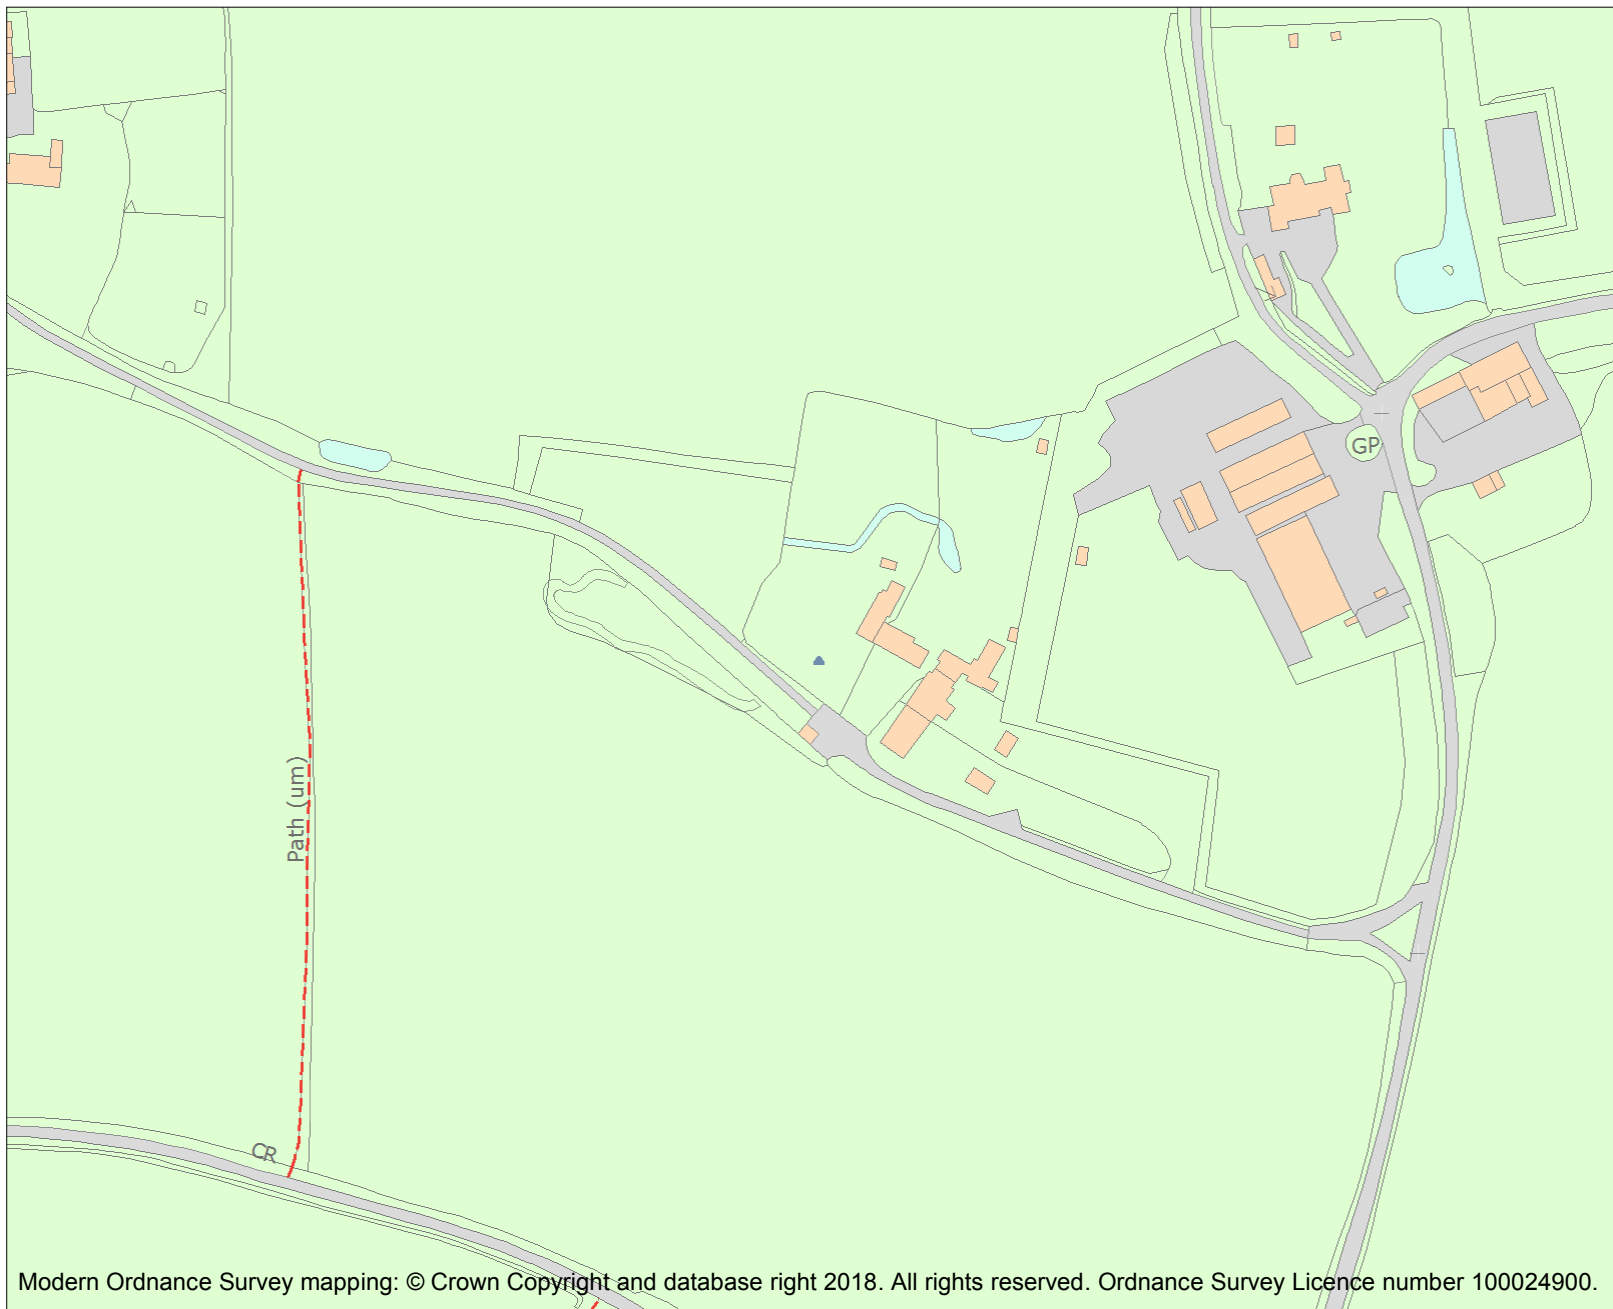 GP
Path (um)
CR
Modern Ordnance Survey mapping: © Crown Copyright and database right 2018. All rights reserved. Ordnance Survey Licence number 100024900.